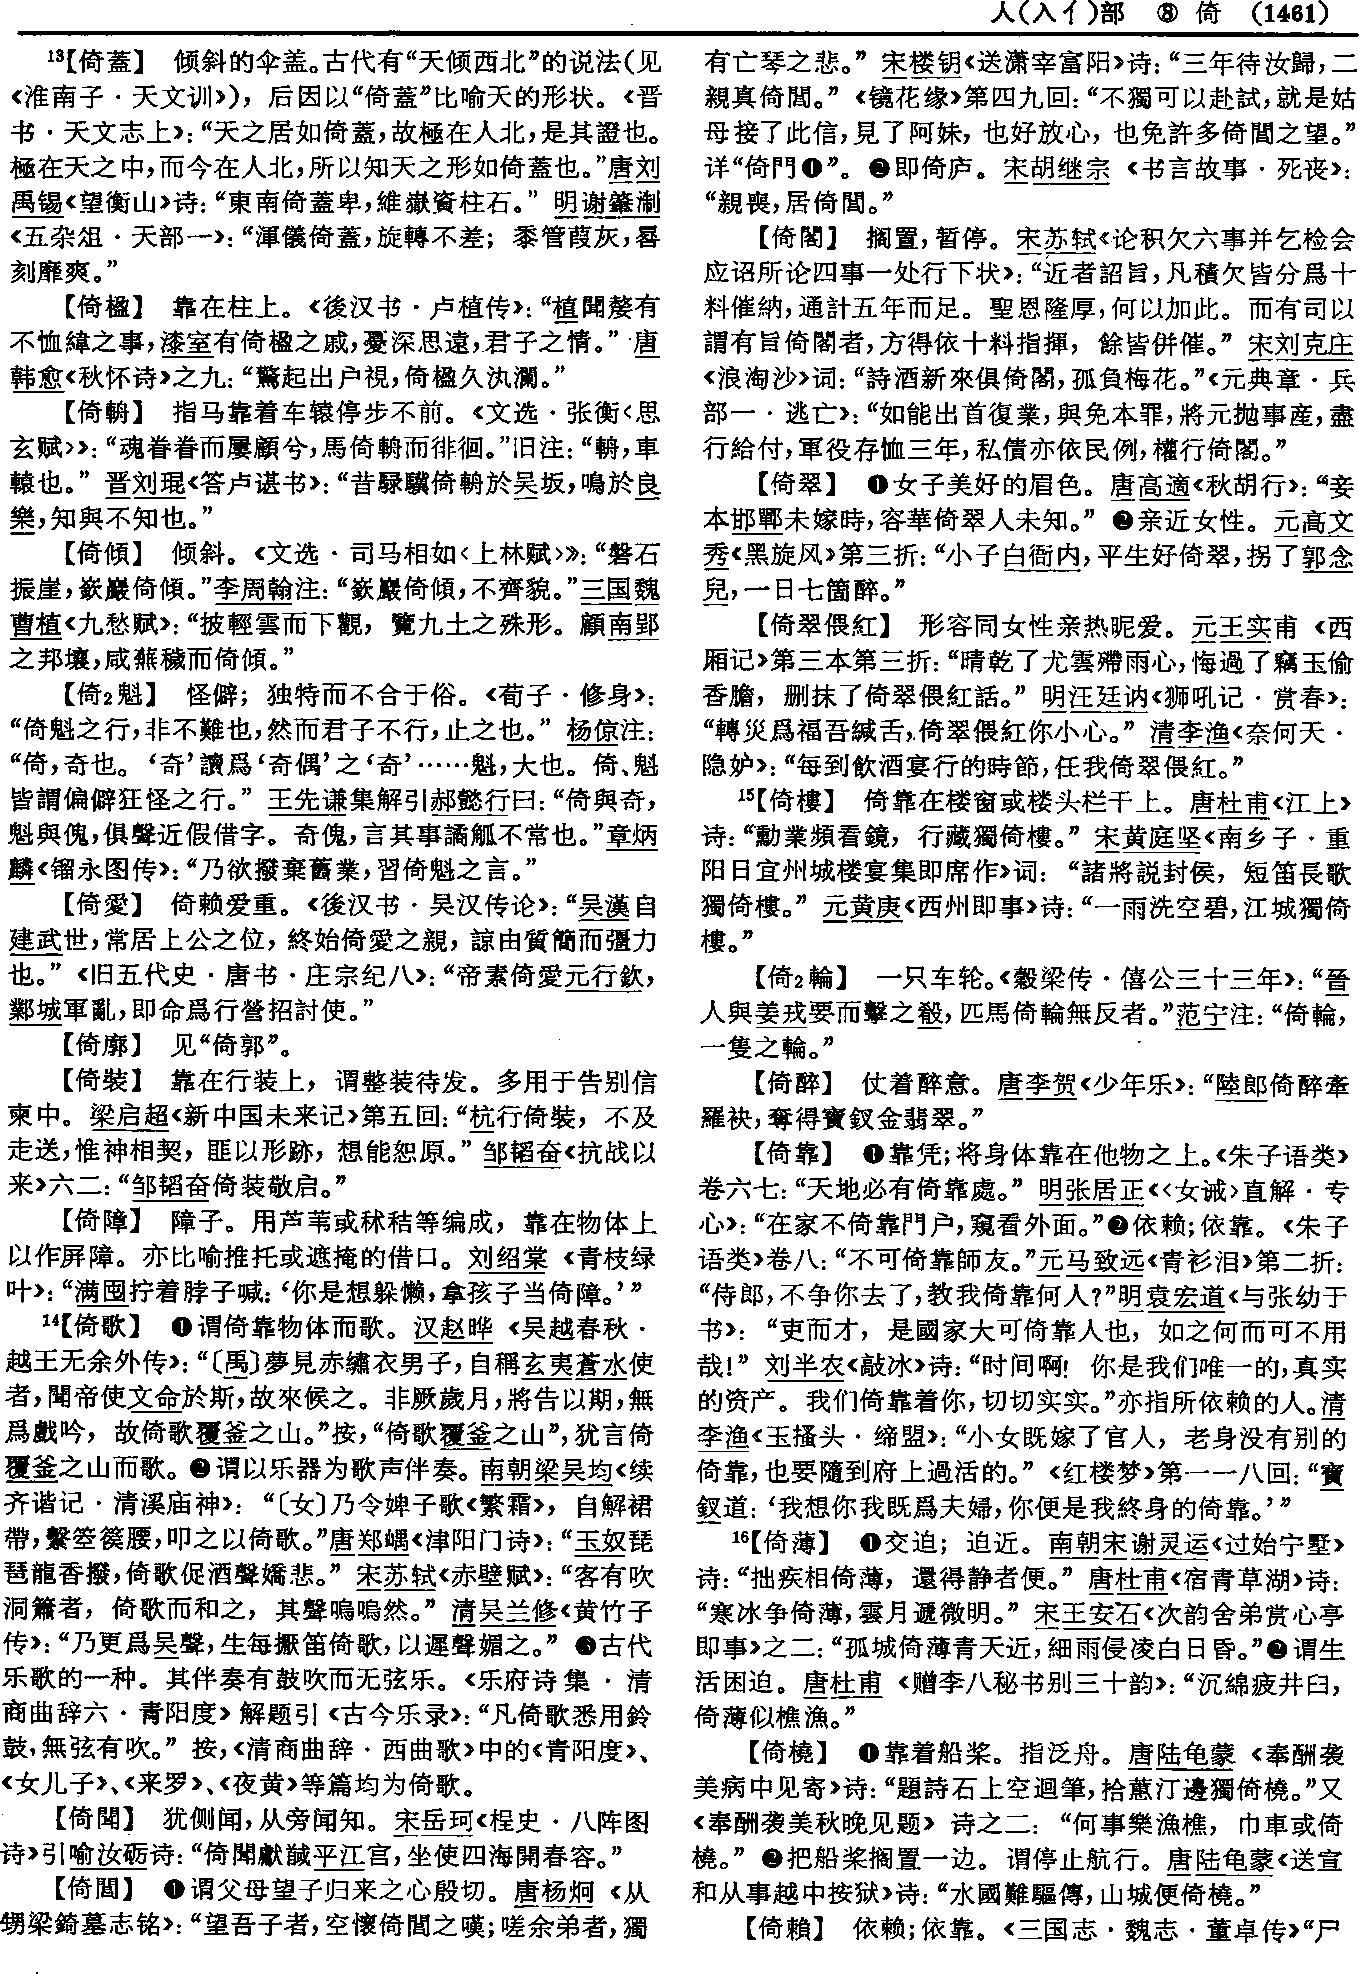 人(入亻)部　⑧　倚　(1461)
13【倚蓋】　倾斜的伞盖。古代有“天倾西北”的说法(见
《淮南子·天文训》)，后因以“倚蓋”比喻天的形状。《晋
书·天文志上》：“天之居如倚蓋，故極在人北，是其證也。
極在天之中，而今在人北，所以知天之形如倚蓋也。”唐刘
禹锡《望衡山》诗：“東南倚蓋卑，維嶽資柱石。”明谢肇淛
《五杂俎·天部一》：“渾儀倚蓋，旋轉不差；黍管葭灰，晷
刻靡爽。”
【倚楹】　靠在柱上。《後汉书·卢植传》：“植聞嫠有
不恤緯之事，漆室有倚楹之戚，憂深思遠，君子之情。”唐
韩愈《秋怀诗》之九：“驚起出户視，倚楹久汍瀾。”
【倚輈】　指马靠着车辕停步不前。《文选·张衡〈思
玄赋〉》：“魂眷眷而屢顧兮，馬倚輈而徘徊。”旧注：“輈，車
轅也。”晋刘琨《答卢谌书》：“昔騄驥倚輈於吴坂，鳴於良
樂，知與不知也。”
【倚傾】　倾斜。《文选·司马相如〈上林赋〉》：“磐石
振崖，嶔巖倚傾。”李周翰注：“嶔巖倚傾，不齊貌。”三国魏
曹植《九愁赋》：“披輕雲而下觀，覽九土之殊形。顧南郢
之邦壤，咸蕪穢而倚傾。”
【倚2魁】　怪僻；独特而不合于俗。《荀子·修身》：
“倚魁之行，非不難也，然而君子不行，止之也。”杨倞注：
“倚，奇也。‘奇’讀爲‘奇偶’之‘奇’……魁，大也。倚、魁
皆謂偏僻狂怪之行。”王先谦集解引郝懿行曰：“倚與奇，
魁與傀，俱聲近假借字。奇傀，言其事譎觚不常也。”章炳
麟《镏永图传》：“乃欲撥棄舊業，習倚魁之言。”
【倚愛】　倚赖爱重。《後汉书·吴汉传论》：“吴漢自
建武世，常居上公之位，終始倚愛之親，諒由質簡而彊力
也。”《旧五代史·唐书·庄宗纪八》：“帝素倚愛元行欽，
鄴城軍亂，即命爲行營招討使。”
【倚廓】　见“倚郭”。
【倚裝】　靠在行装上，谓整装待发。多用于告别信
柬中。梁启超《新中国未来记》第五回：“杭行倚裝，不及
走送，惟神相契，匪以形跡，想能恕原。”邹韬奋《抗战以
来》六二：“邹韬奋倚装敬启。”
【倚障】　障子。用芦苇或秫秸等编成，靠在物体上
以作屏障。亦比喻推托或遮掩的借口。刘绍棠《青枝绿
叶》：“满囤拧着脖子喊：‘你是想躲懒，拿孩子当倚障。’”
14【倚歌】　❶谓倚靠物体而歌。汉赵晔《吴越春秋·
越王无余外传》：“〔禹〕夢見赤繡衣男子，自稱玄夷蒼水使
者，聞帝使文命於斯，故來候之。非厥歲月，將告以期，無
爲戲吟，故倚歌覆釜之山。”按，“倚歌覆釜之山”，犹言倚
覆釜之山而歌。❷谓以乐器为歌声伴奏。南朝梁吴均《续
齐谐记·清溪庙神》：“〔女〕乃令婢子歌《繁霜》，自解裙
帶，繫箜篌腰，叩之以倚歌。”唐郑嵎《津阳门诗》：“玉奴琵
琶龍香撥，倚歌促酒聲嬌悲。”宋苏轼《赤壁赋》：“客有吹
洞簫者，倚歌而和之，其聲嗚嗚然。”清吴兰修《黄竹子
传》：“乃更爲吴聲，生每擫笛倚歌，以遲聲媚之。”❸古代
乐歌的一种。其伴奏有鼓吹而无弦乐。《乐府诗集·清
商曲辞六·青阳度》解题引《古今乐录》：“凡倚歌悉用鈴
鼓，無弦有吹。”按，《清商曲辞·西曲歌》中的《青阳度》、
《女儿子》、《来罗》、《夜黄》等篇均为倚歌。
【倚聞】　犹侧闻，从旁闻知。宋岳珂《桯史·八阵图
诗》引喻汝砺诗：“倚聞獻馘平江宫，坐使四海開春容。”
【倚閭】　❶谓父母望子归来之心殷切。唐杨炯《从
甥梁錡墓志铭》：“望吾子者，空懷倚閭之嘆；嗟余弟者，獨
有亡琴之悲。”宋楼钥《送潇宰富阳》诗：“三年待汝歸，二
親真倚閭。”《镜花缘》第四九回：“不獨可以赴試，就是姑
母接了此信，見了阿妹，也好放心，也免許多倚閭之望。”
详“倚門❶”。❷即倚庐。宋胡继宗《书言故事·死丧》：
“親喪，居倚閭。”
【倚閣】　搁置，暂停。宋苏轼《论积欠六事并乞检会
应诏所论四事一处行下状》：“近者詔旨，凡積欠皆分爲十
料催納，通計五年而足。聖恩隆厚，何以加此。而有司以
謂有旨倚閣者，方得依十料指揮，餘皆併催。”宋刘克庄
《浪淘沙》词：“詩酒新來俱倚閣，孤負梅花。”《元典章·兵
部一·逃亡》：“如能出首復業，與免本罪，將元抛事産，盡
行給付，軍役存恤三年，私債亦依民例，權行倚閣。”
【倚翠】　❶女子美好的眉色。唐高適《秋胡行》：“妾
本邯鄲未嫁時，容華倚翠人未知。”❷亲近女性。元高文
秀《黑旋风》第三折：“小子白衙内，平生好倚翠，拐了郭念
兒，一日七箇醉。”
【倚翠偎紅】　形容同女性亲热昵爱。元王实甫《西
厢记》第三本第三折：“晴乾了尤雲殢雨心，悔過了竊玉偷
香膽，删抹了倚翠偎紅話。”明汪廷讷《狮吼记·赏春》：
“轉災爲福吾緘舌，倚翠偎紅你小心。”清李渔《奈何天·
隐妒》：“每到飲酒宴行的時節，任我倚翠偎紅。”
15【倚樓】　倚靠在楼窗或楼头栏干上。唐杜甫《江上》
诗：“勳業頻看鏡，行藏獨倚樓。”宋黄庭坚《南乡子·重
阳日宜州城楼宴集即席作》词：“諸將説封侯，短笛長歌
獨倚樓。”元黄庚《西州即事》诗：“一雨洗空碧，江城獨倚
樓。”
【倚2輪】　一只车轮。《穀梁传·僖公三十三年》：“晉
人與姜戎要而擊之殽，匹馬倚輪無反者。”范宁注：“倚輪，
一隻之輪。”
【倚醉】　仗着醉意。唐李贺《少年乐》：“陸郎倚醉牽
羅袂，奪得寶釵金翡翠。”
【倚靠】　❶靠凭；将身体靠在他物之上。《朱子语类》
卷六七：“天地必有倚靠處。”明张居正《〈女诫〉直解·专
心》：“在家不倚靠門户，窺看外面。”❷依赖；依靠。《朱子
语类》卷八：“不可倚靠師友。”元马致远《青衫泪》第二折：
“侍郎，不争你去了，教我倚靠何人？”明袁宏道《与张幼于
书》：“吏而才，是國家大可倚靠人也，如之何而可不用
哉！”刘半农《敲冰》诗：“时间啊！你是我们唯一的，真实
的资产。我们倚靠着你，切切实实。”亦指所依赖的人。清
李渔《玉搔头·缔盟》：“小女既嫁了官人，老身没有别的
倚靠，也要隨到府上過活的。”《红楼梦》第一一八回：“寶
釵道：‘我想你我既爲夫婦，你便是我終身的倚靠。’”
16【倚薄】　❶交迫；迫近。南朝宋谢灵运《过始宁墅》
诗：“拙疾相倚薄，還得静者便。”唐杜甫《宿青草湖》诗：
“寒冰争倚薄，雲月遞微明。”宋王安石《次韵舍弟赏心亭
即事》之二：“孤城倚薄青天近，細雨侵凌白日昏。”❷谓生
活困迫。唐杜甫《赠李八秘书别三十韵》：“沉綿疲井臼，
倚薄似樵漁。”
【倚橈】　❶靠着船桨。指泛舟。唐陆龟蒙《奉酬袭
美病中见寄》诗：“題詩石上空迴筆，拾蕙汀邊獨倚橈。”又
《奉酬袭美秋晚见题》诗之二：“何事樂漁樵，巾車或倚
橈。”❷把船桨搁置一边。谓停止航行。唐陆龟蒙《送宣
和从事越中按狱》诗：“水國難驅傳，山城便倚橈。”
【倚賴】　依赖；依靠。《三国志·魏志·董卓传》“尸